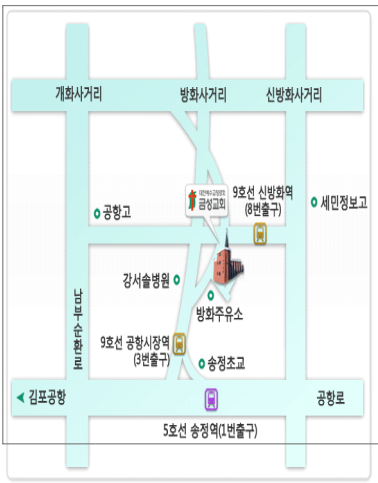 개화사거리
방화사거리
신방화사거리
9호선 신방화역
(8번출구)
세민정보고
대한예수교장로회
금성교회
공항고
강서솔병원
방화주유소
남부순환로
9호선 공항시장역
(3번출구)
송정초교
김포공항
공항로
5호선 송정역(1번출구)